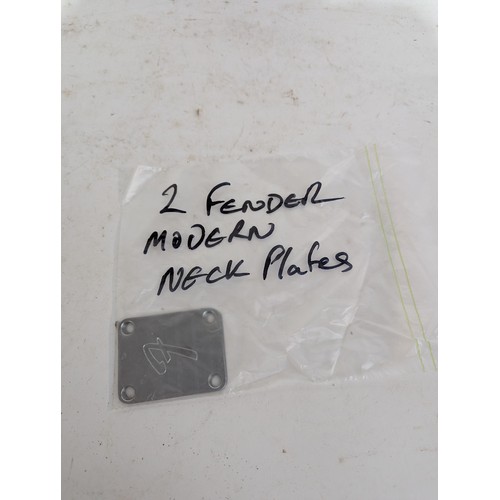 2 FENDER
MODERN
NECK Plates